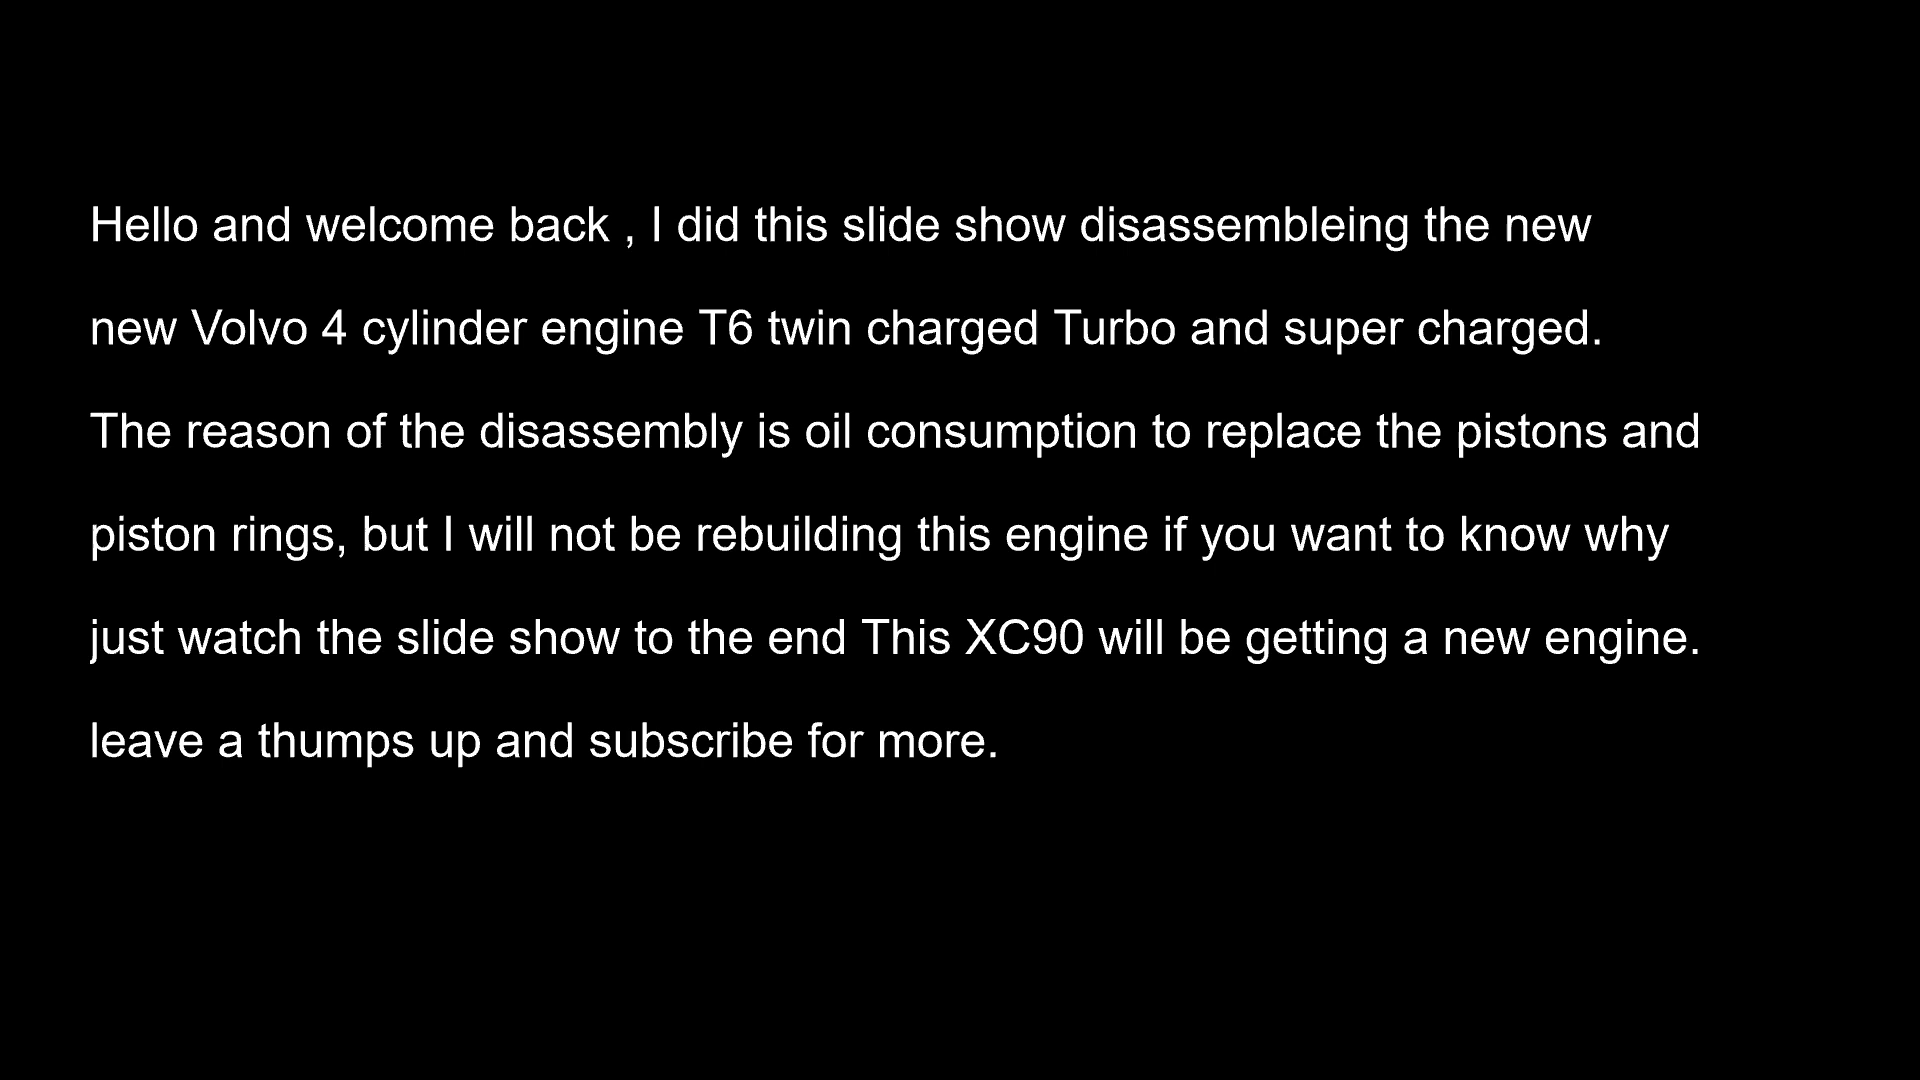 Hello and welcome back , I did this slide show disassembleing the new
new Volvo 4 cylinder engine T6 twin charged Turbo and super charged.
The reason of the disassembly is oil consumption to replace the pistons and
piston rings, but I will not be rebuilding this engine if you want to know why
just watch the slide show to the end This XC90 will be getting a new engine.
leave a thumps up and subscribe for more.